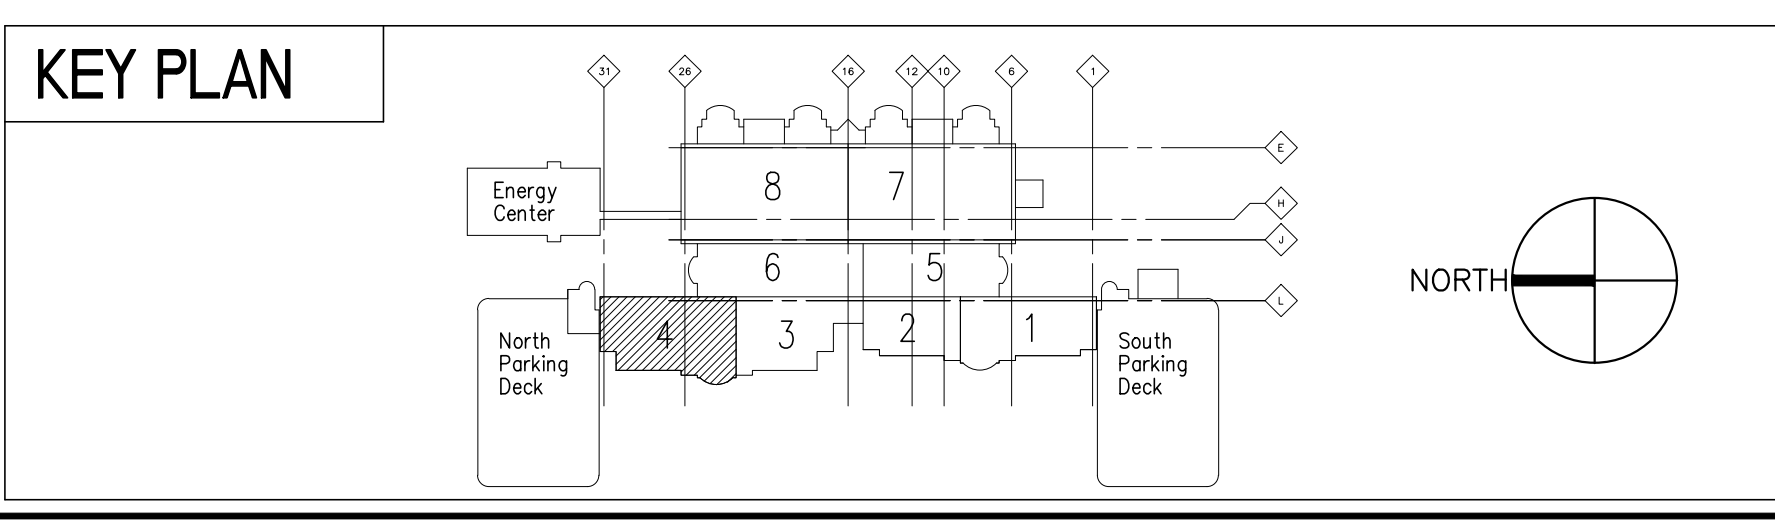 KEY PLAN
31 26 16 12 10 6 1
E
8 7
Energy
Center
H
J
6 5
L
4 3 2 1
North
Parking
Deck
South
Parking
Deck
NORTH